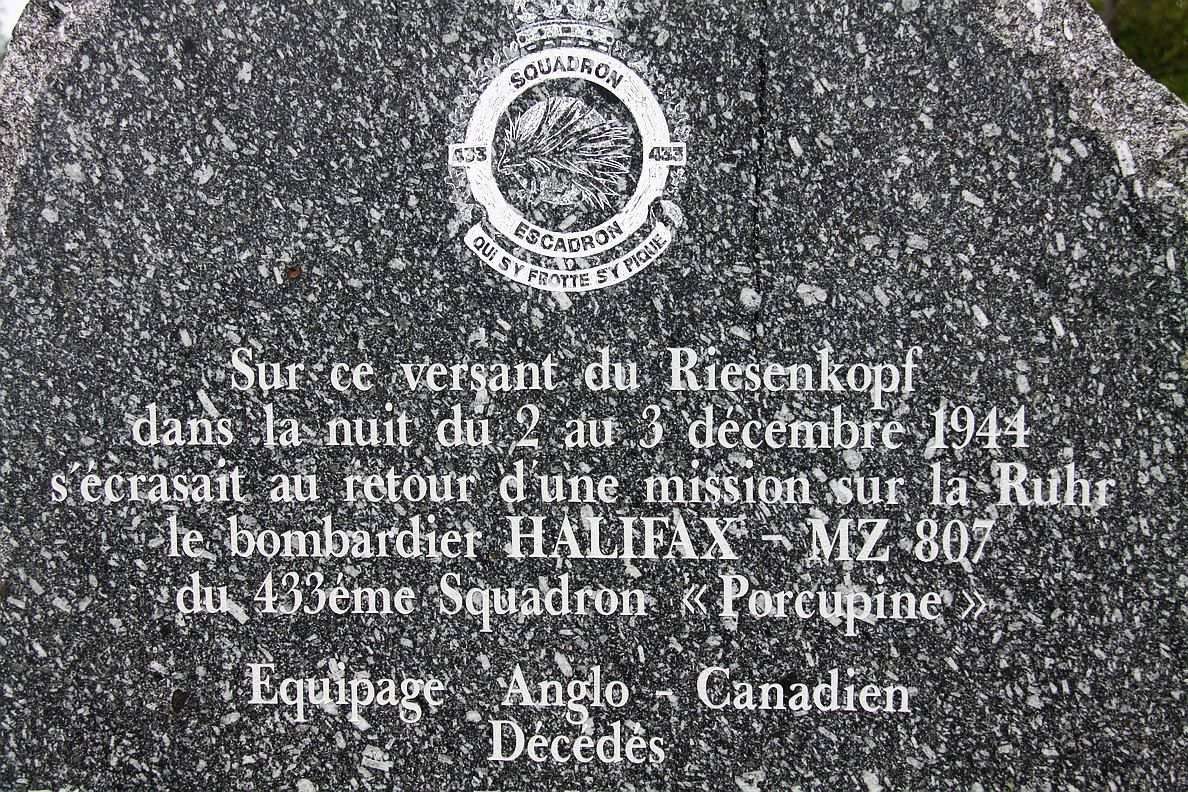 SQUADRON
433 433
ESCADRON
QUI S'Y FROTTE S'Y PIQUE
Sur ce versant du Riesenkopf
dans la nuit du 2 au 3 décembre 1944
s'écrasait au retour d'une mission sur la Ruhr
le bombardier HALIFAX - MZ 807
du 433éme Squadron « Porcupine »
Equipage Anglo - Canadien
Décédés